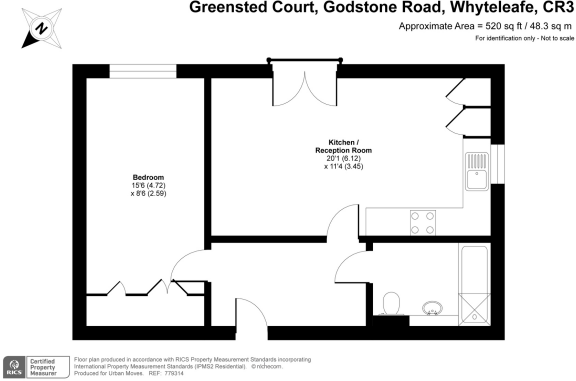 Greensted Court, Godstone Road, Whyteleafe, CR3
Approximate Area = 520 sq ft / 48.3 sq m
For identification only - Not to scale
N
Kitchen /
Reception Room
20'1 (6.12)
x 11'4 (3.45)
Bedroom
15'6 (4.72)
x 8'6 (2.59)
RICS
Certified
Property
Measurer
Floor plan produced in accordance with RICS Property Measurement Standards incorporating
International Property Measurement Standards (IPMS2 Residential). © nichecom.
Produced for Urban Moves. REF: 779314